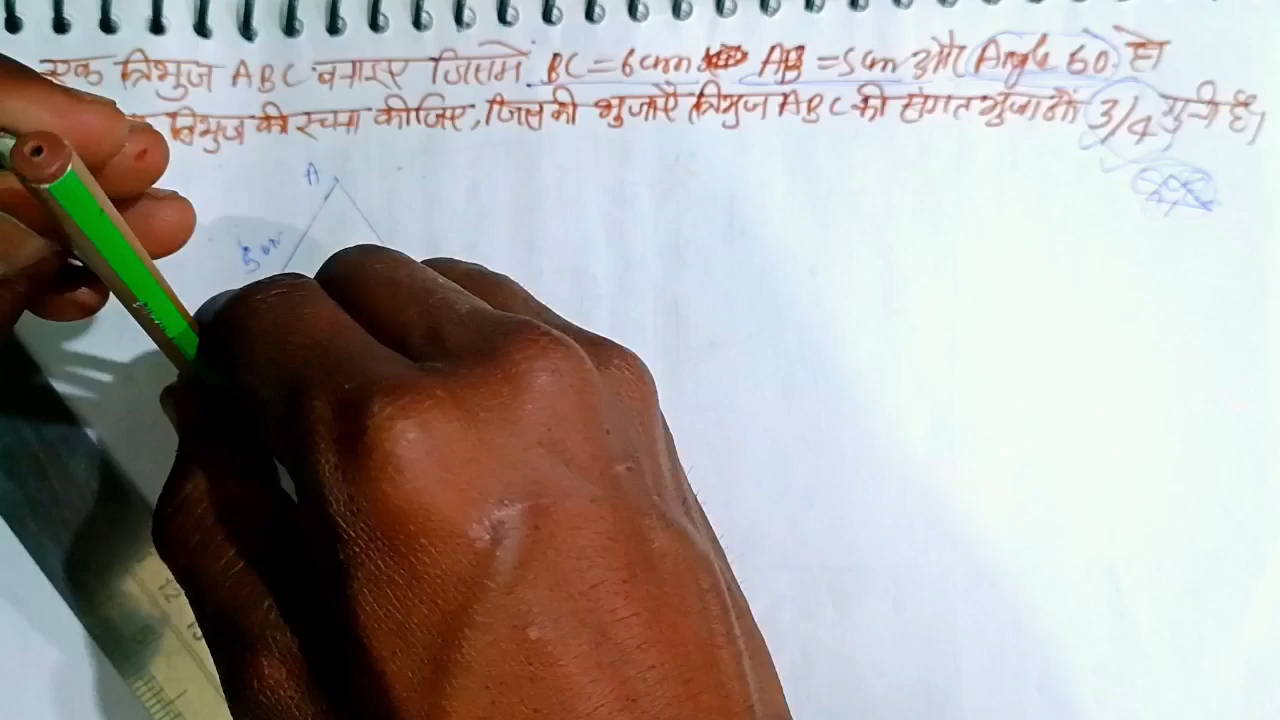 एक त्रिभुज ABC बनाइए जिसमें BC = 6cm AB = 5cm और Angle 60 हो
त्रिभुज की रचना कीजिए, जिसकी भुजाएँ त्रिभुज ABC की संगत भुजाओं 3/4 गुनी है।
A
5cm